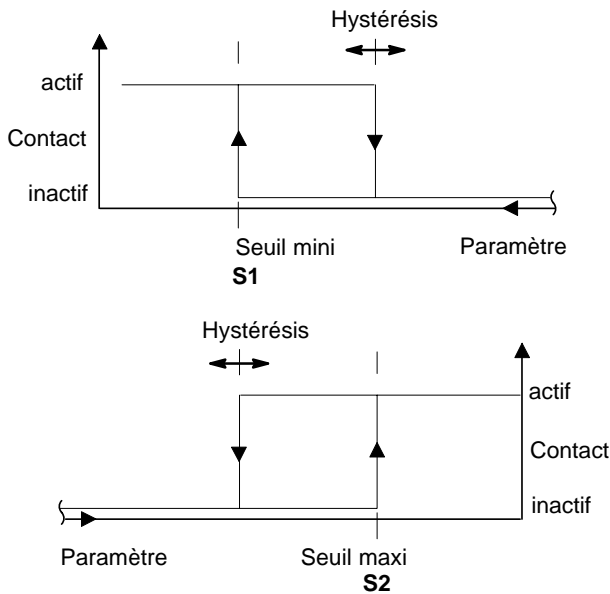 Hystérésis
actif
Contact
inactif
Seuil mini
Paramètre
S1
Hystérésis
actif
Contact
inactif
Paramètre
Seuil maxi
S2